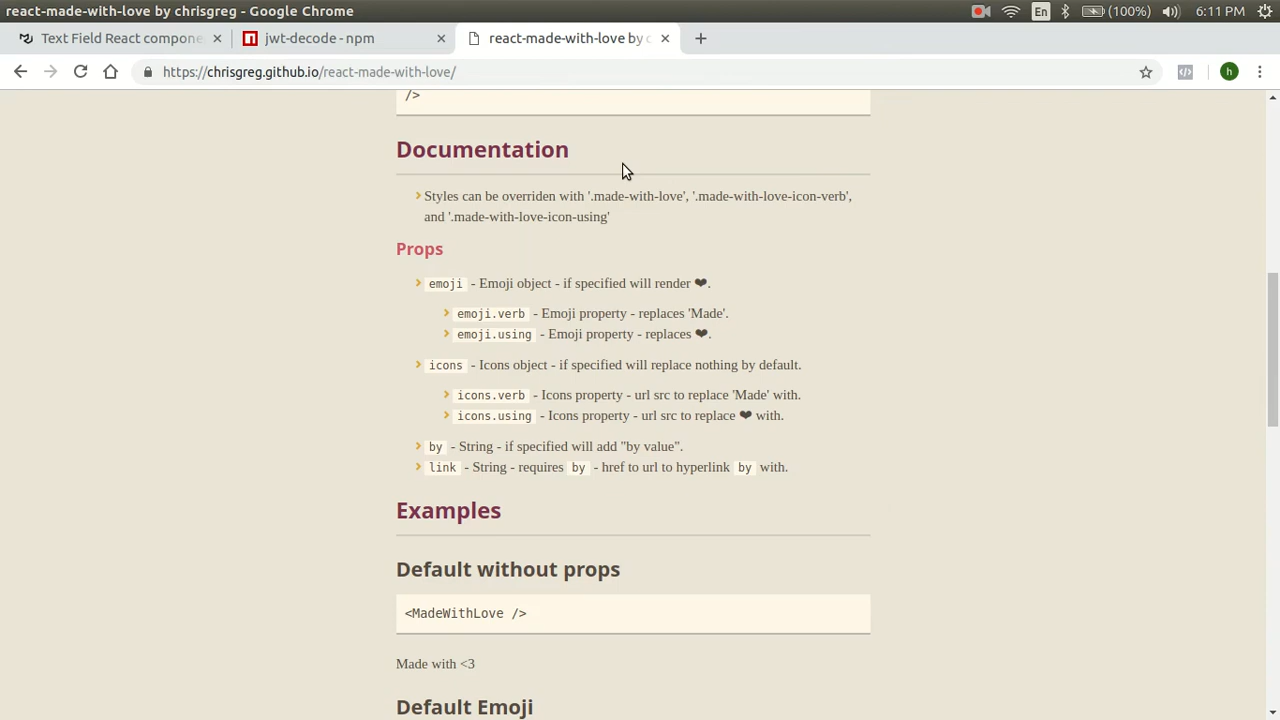 react-made-with-love by chrisgreg - Google Chrome
En
(100%)
6:11 PM
Text Field React compone
jwt-decode - npm
react-made-with-love by c
https://chrisgreg.github.io/react-made-with-love/
h
/>
Documentation
Styles can be overriden with '.made-with-love', '.made-with-love-icon-verb',
and '.made-with-love-icon-using'
Props
emoji - Emoji object - if specified will render ❤.
emoji.verb - Emoji property - replaces 'Made'.
emoji.using - Emoji property - replaces ❤.
icons - Icons object - if specified will replace nothing by default.
icons.verb - Icons property - url src to replace 'Made' with.
icons.using - Icons property - url src to replace ❤ with.
by - String - if specified will add "by value".
link - String - requires by - href to url to hyperlink by with.
Examples
Default without props
<MadeWithLove />
Made with <3
Default Emoji